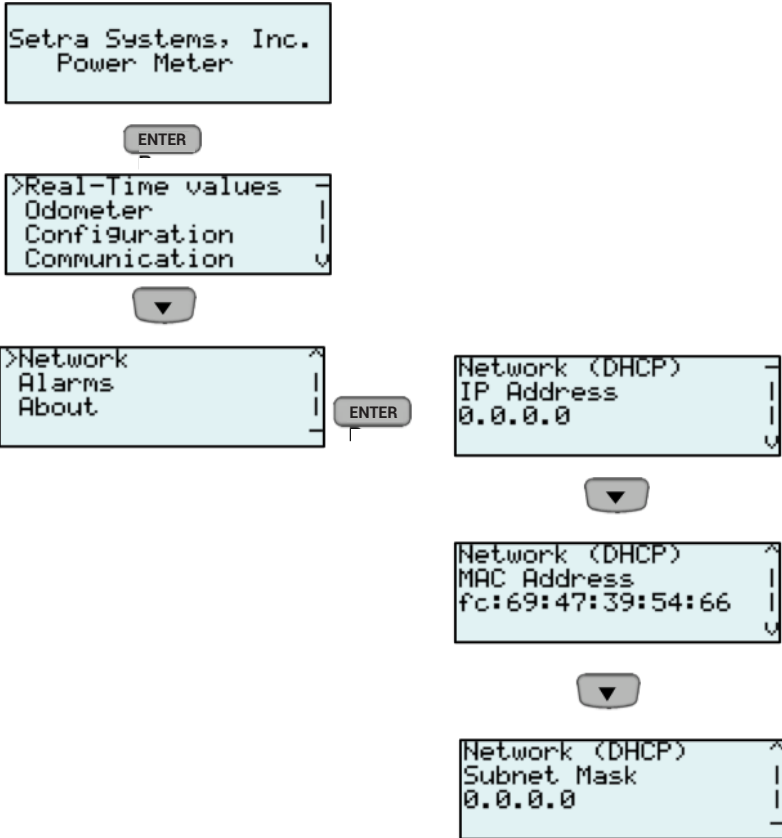 Setra Systems, Inc.
Power Meter
ENTER
>Real-Time values
Odometer
Configuration
Communication
>Network
Alarms
About
ENTER
Network (DHCP)
IP Address
0.0.0.0
Network (DHCP)
MAC Address
fc:69:47:39:54:66
Network (DHCP)
Subnet Mask
0.0.0.0